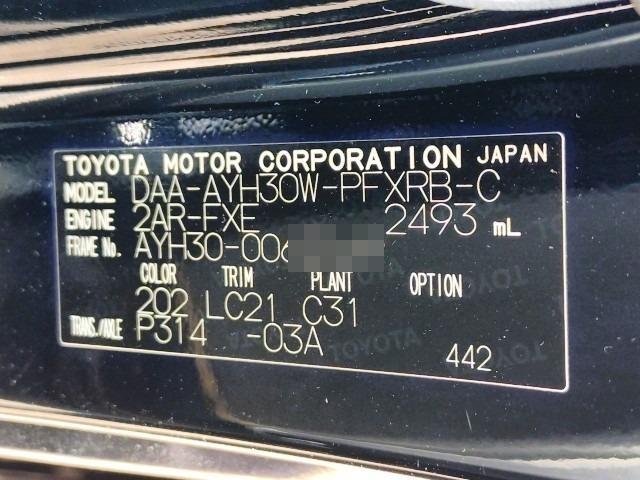 TOYOTA MOTOR CORPORATION JAPAN
MODEL DAA-AYH30W-PFXRB-C
ENGINE 2AR-FXE 2493 mL
FRAME No. AYH30-006
COLOR TRIM PLANT OPTION
202 LC21 C31
TRANS./AXLE P314 -03A
442